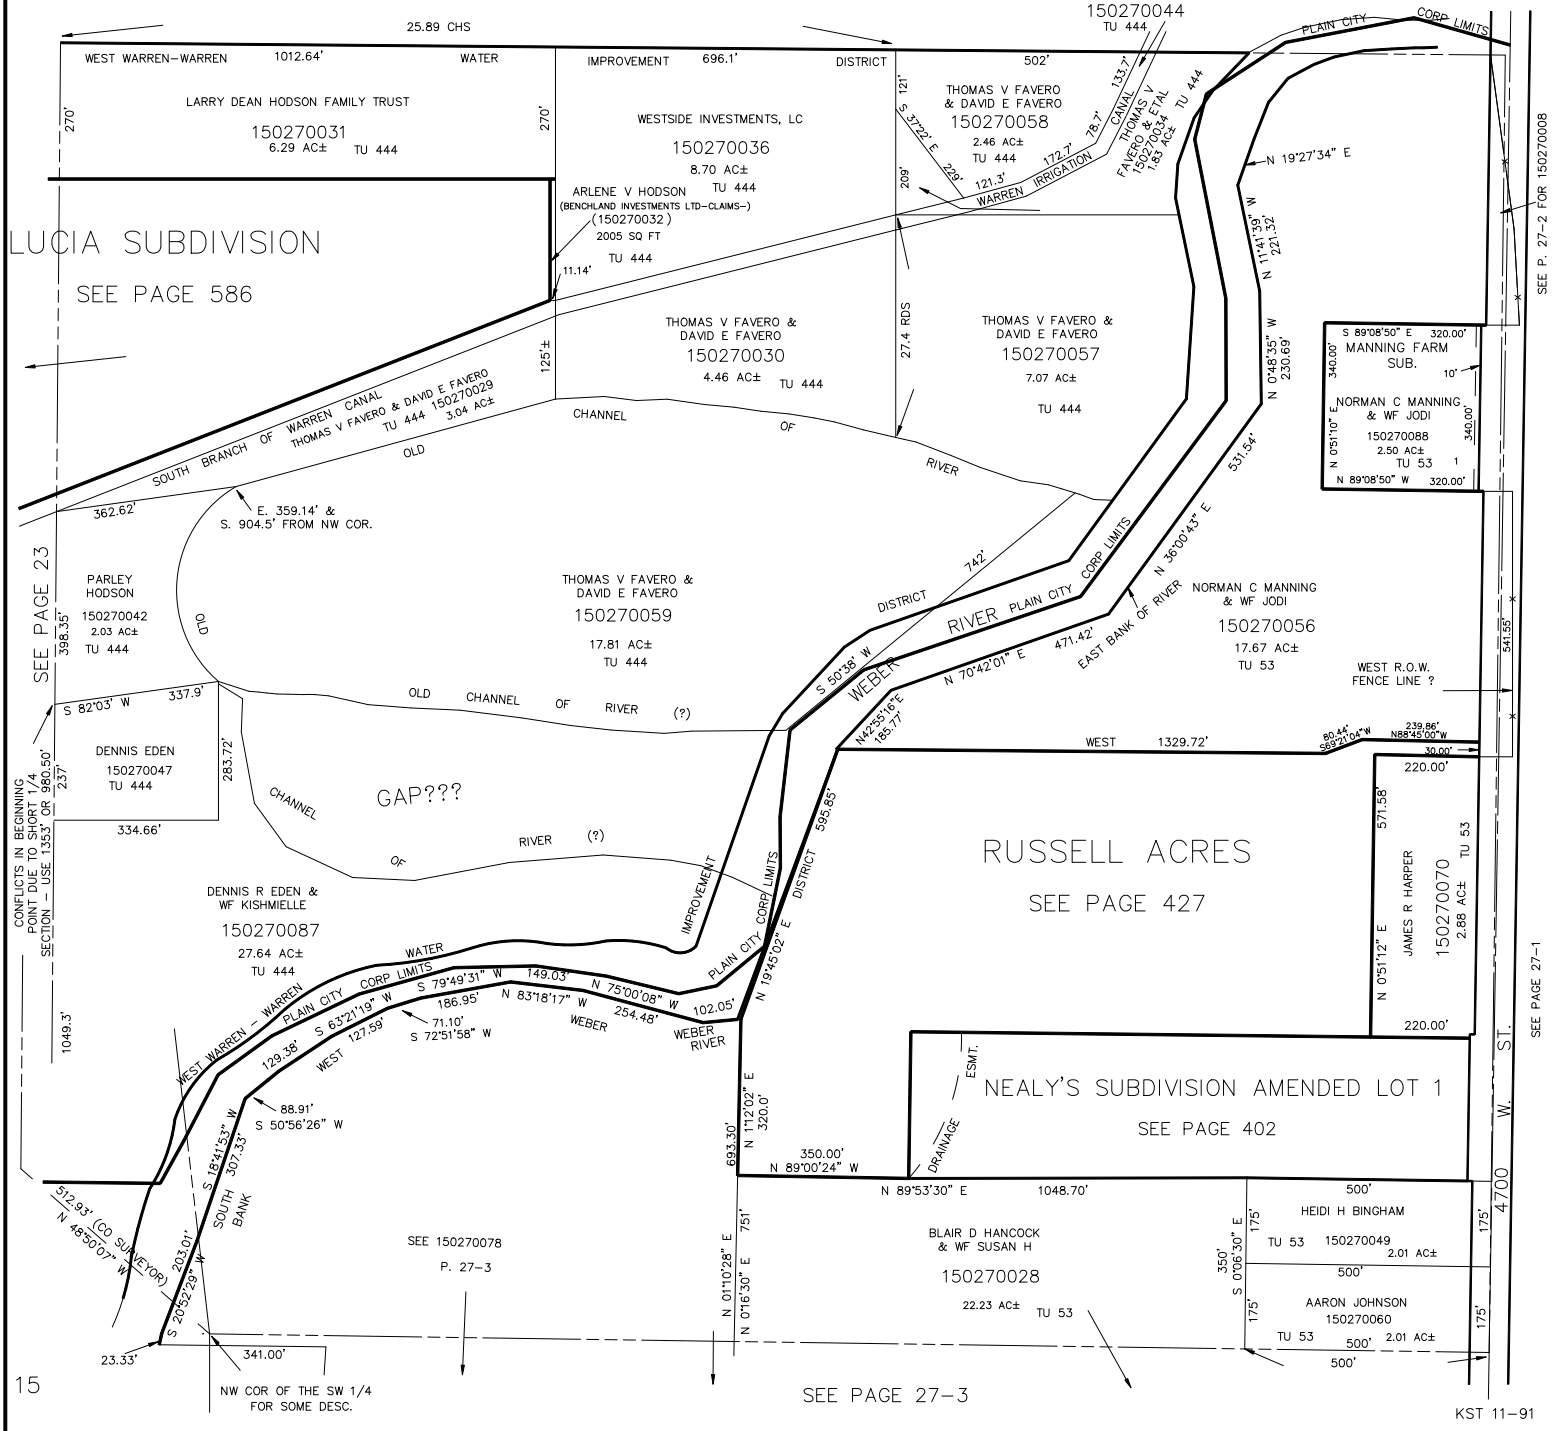 25.89 CHS
150270044
TU 444
PLAIN CITY CORP LIMITS
WEST WARREN-WARREN 1012.64' WATER IMPROVEMENT 696.1' DISTRICT 502'
270'
LARRY DEAN HODSON FAMILY TRUST
150270031
6.29 AC± TU 444
270'
WESTSIDE INVESTMENTS, LC
150270036
8.70 AC±
TU 444
121'
S 37°22' E 229'
209'
THOMAS V FAVERO
& DAVID E FAVERO
150270058
2.46 AC±
TU 444
133.7'
78.7'
172.7'
121.3'
WARREN IRRIGATION CANAL
THOMAS V
FAVERO & ETAL
150270034 TU 444
1.83 AC±
N 19°27'34" E
SEE P. 27-2 FOR 150270008
ARLENE V HODSON
(BENCHLAND INVESTMENTS LTD-CLAIMS-)
(150270032)
2005 SQ FT
TU 444
11.14'
LUCIA SUBDIVISION
SEE PAGE 586
N 11°41'39" W
221.32'
THOMAS V FAVERO &
DAVID E FAVERO
150270030
4.46 AC± TU 444
125'±
27.4 RDS
THOMAS V FAVERO &
DAVID E FAVERO
150270057
7.07 AC±
TU 444
N 0°48'35" W
230.69'
S 89°08'50" E 320.00'
MANNING FARM
SUB.
340.00'
10'
N 0°51'10" E
NORMAN C MANNING
& WF JODI
150270088
2.50 AC±
TU 53 1
340.00'
N 89°08'50" W 320.00'
SOUTH BRANCH OF WARREN CANAL
THOMAS V FAVERO & DAVID E FAVERO
TU 444 150270029
3.04 AC±
OLD CHANNEL OF RIVER
362.62'
E. 359.14' &
S. 904.5' FROM NW COR.
531.54'
N 36°00'43" E
SEE PAGE 23
PARLEY
HODSON
150270042
2.03 AC±
TU 444
398.35'
OLD
THOMAS V FAVERO &
DAVID E FAVERO
150270059
17.81 AC±
TU 444
742'
DISTRICT
RIVER PLAIN CITY CORP LIMITS
EAST BANK OF RIVER
NORMAN C MANNING
& WF JODI
150270056
17.67 AC±
TU 53
541.55'
WEST R.O.W.
FENCE LINE ?
S 50°38' W
WEBER
N 70°42'01" E 471.42'
N42°55'16"E
185.77'
S 82°03' W 337.9'
OLD CHANNEL OF RIVER (?)
WEST 1329.72'
80.44'
S69°21'04"W
239.86'
N88°45'00"W
30.00'
220.00'
DENNIS EDEN
150270047
TU 444
237'
283.72'
334.66'
GAP???
CHANNEL OF RIVER (?)
CONFLICTS IN BEGINNING
POINT DUE TO SHORT 1/4
SECTION - USE 1353' OR 980.50'
595.85'
RUSSELL ACRES
SEE PAGE 427
571.58'
N 0°51'12" E
JAMES R HARPER
150270070
2.88 AC± TU 53
220.00'
SEE PAGE 27-1
DENNIS R EDEN &
WF KISHMIELLE
150270087
27.64 AC±
TU 444
IMPROVEMENT
DISTRICT
PLAIN CITY CORP LIMITS
N 19°45'02" E
WEST WARREN - WARREN WATER
PLAIN CITY CORP LIMITS
1049.3'
129.38'
S 63°21'19" W
WEST 127.59'
S 79°49'31" W
186.95'
71.10'
S 72°51'58" W
149.03'
N 83°18'17" W
WEBER
254.48'
N 75°00'08" W
102.05'
WEBER
RIVER
88.91'
S 50°56'26" W
N 1°12'02" E
320.0'
693.30'
350.00'
N 89°00'24" W
DRAINAGE ESMT.
NEALY'S SUBDIVISION AMENDED LOT 1
SEE PAGE 402
4700 W. ST.
S 18°41'53" W
307.33'
SOUTH
BANK
512.93' (CO SURVEYOR)
N 48°50'07" W
203.01'
S 20°52'29" W
SEE 150270078
P. 27-3
N 89°53'30" E 1048.70'
N 01°10'28" E
N 0°16'30" E 751'
BLAIR D HANCOCK
& WF SUSAN H
150270028
22.23 AC± TU 53
350'
S 0°06'30" E
500'
175'
HEIDI H BINGHAM
TU 53 150270049
2.01 AC±
175'
500'
175'
AARON JOHNSON
150270060
TU 53 2.01 AC±
175'
500'
500'
23.33'
341.00'
NW COR OF THE SW 1/4
FOR SOME DESC.
15
SEE PAGE 27-3
KST 11-91